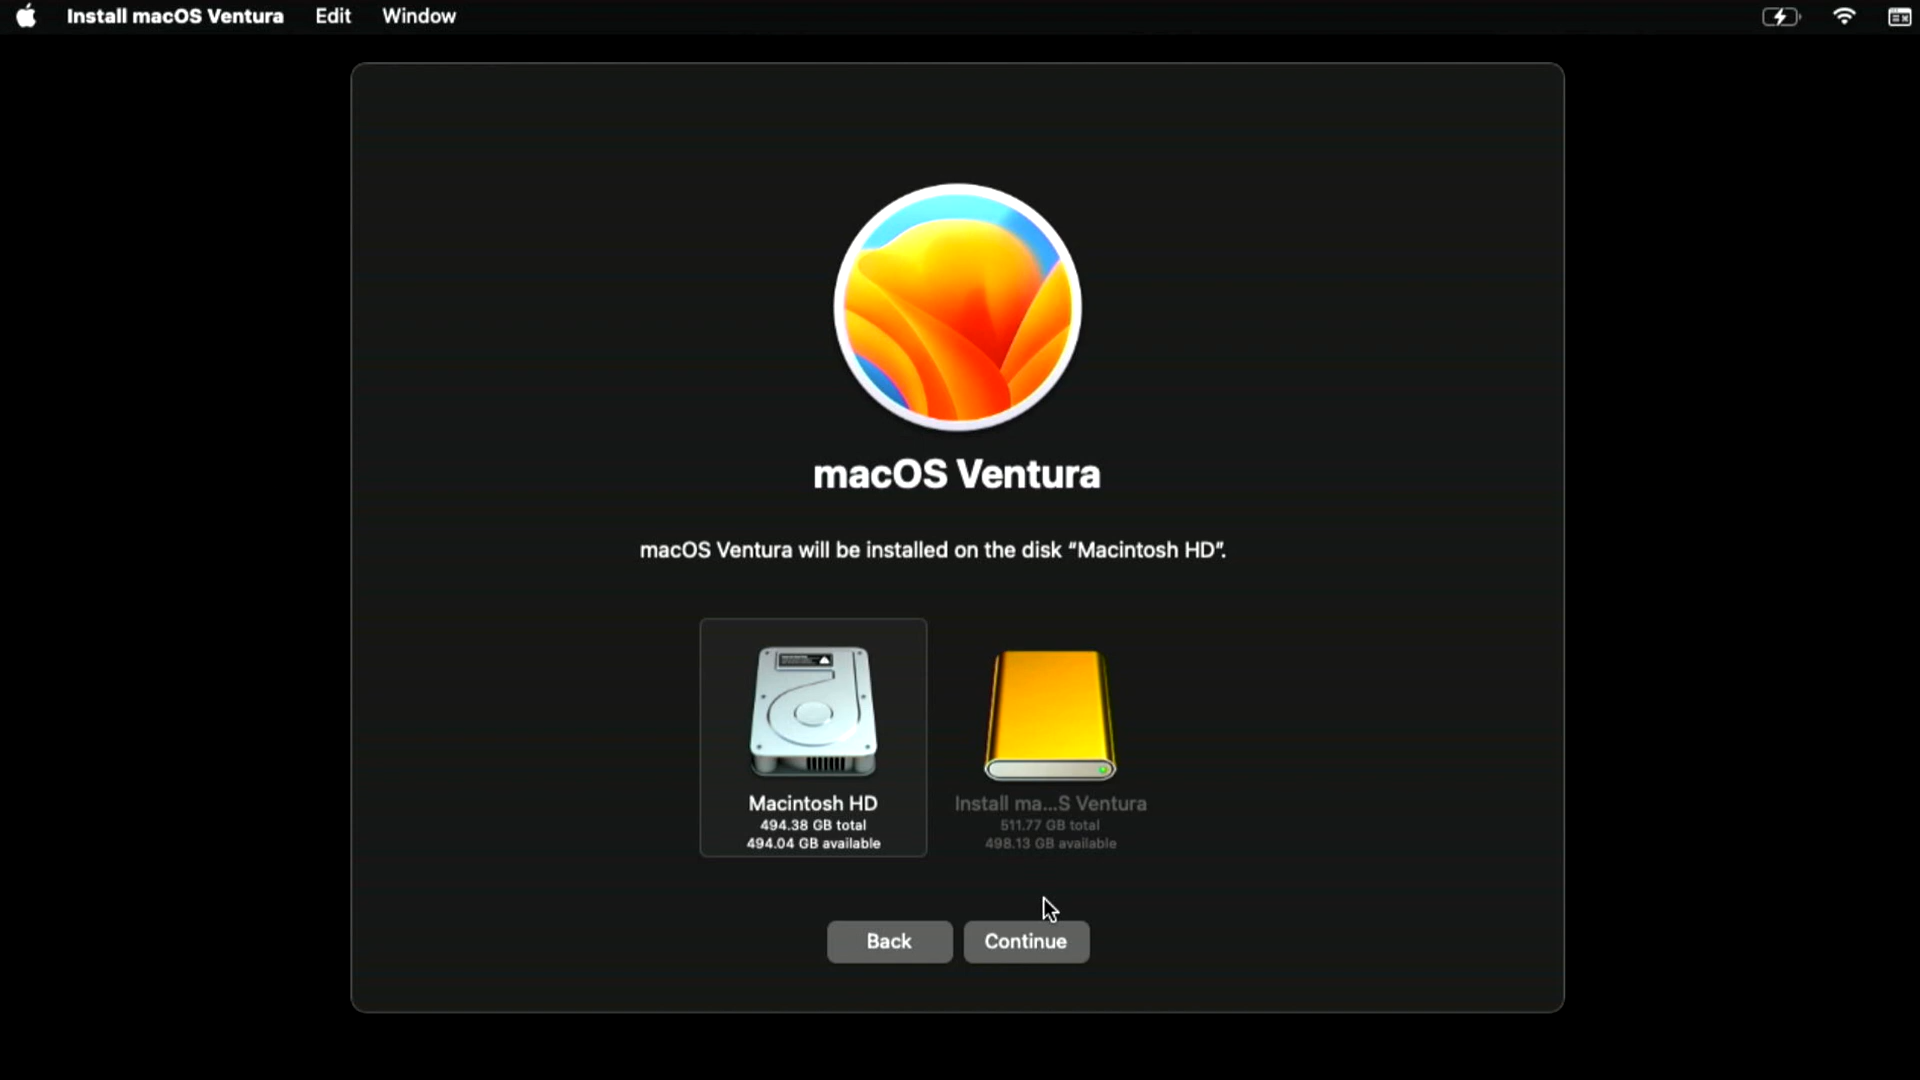 Install macOS Ventura Edit Window
macOS Ventura
macOS Ventura will be installed on the disk “Macintosh HD”.
Macintosh HD
494.38 GB total
494.04 GB available
Install ma...S Ventura
511.77 GB total
498.13 GB available
Back Continue